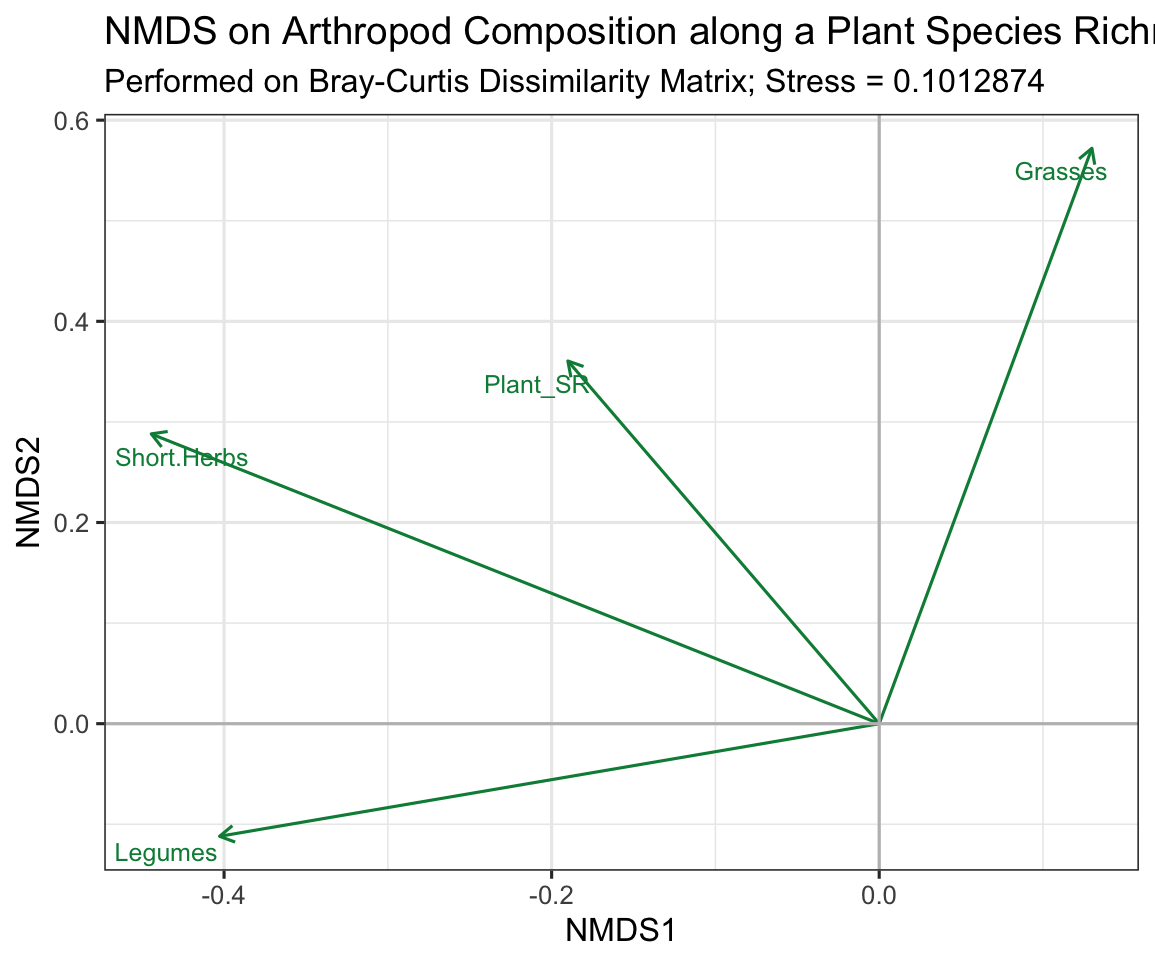 NMDS on Arthropod Composition along a Plant Species
Performed on Bray-Curtis Dissimilarity Matrix; Stress = 0.1012874
0.6
Grasses
0.4
Plant_SR
Short.Herbs
NMDS2
0.2
0.0
Legumes
-0.4 -0.2 0.0
NMDS1